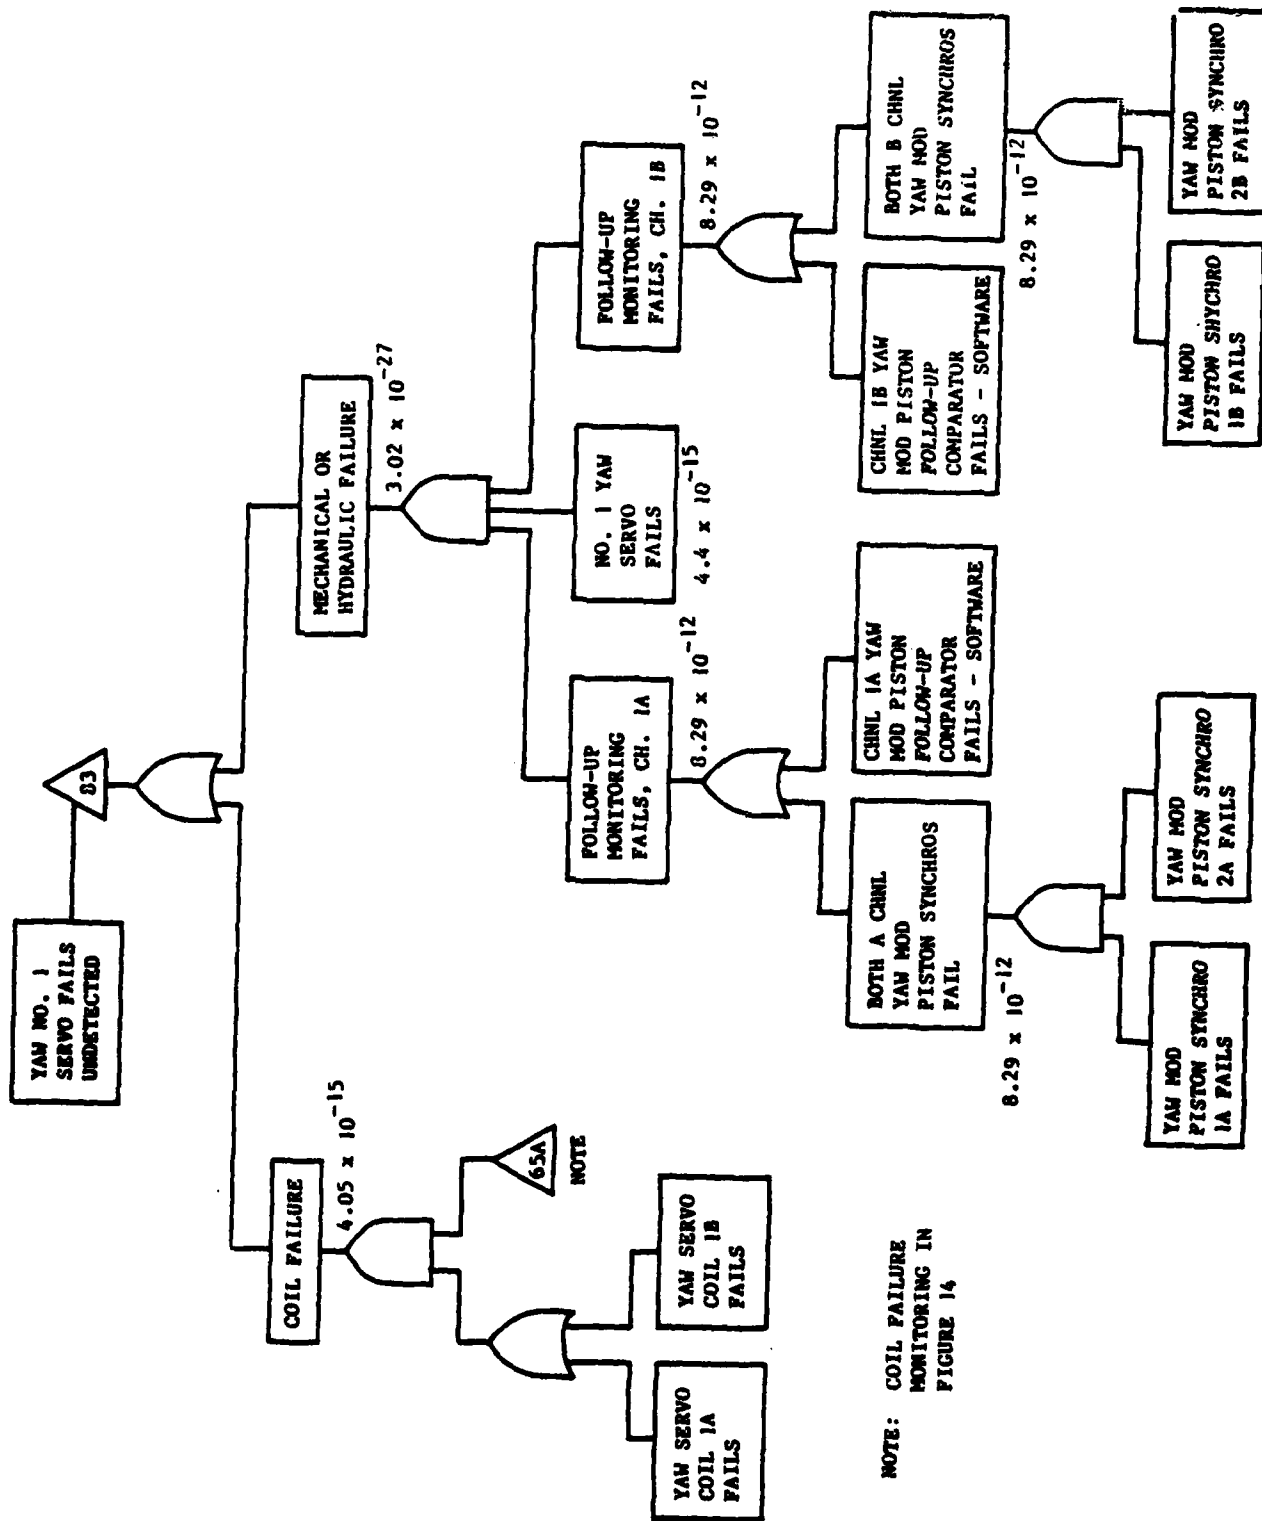 YAW NO. 1
SERVO FAILS
UNDETECTED
83
COIL FAILURE
4.05 x 10-15
MECHANICAL OR
HYDRAULIC FAILURE
3.02 x 10-27
65A
NOTE
YAW SERVO
COIL 1A
FAILS
YAW SERVO
COIL 1B
FAILS
FOLLOW-UP
MONITORING
FAILS, CH. 1A
8.29 x 10-12
NO. 1 YAW
SERVO
FAILS
4.4 x 10-15
FOLLOW-UP
MONITORING
FAILS, CH. 1B
8.29 x 10-12
BOTH A CHNL
YAW MOD
PISTON SYNCHROS
FAIL
8.29 x 10-12
CHNL 1A YAW
MOD PISTON
FOLLOW-UP
COMPARATOR
FAILS - SOFTWARE
CHNL 1B YAW
MOD PISTON
FOLLOW-UP
COMPARATOR
FAILS - SOFTWARE
BOTH B CHNL
YAW MOD
PISTON SYNCHROS
FAIL
8.29 x 10-12
YAW MOD
PISTON SYNCHRO
1A FAILS
YAW MOD
PISTON SYNCHRO
2A FAILS
YAW MOD
PISTON SHYCHRO
1B FAILS
YAW MOD
PISTON SYNCHRO
2B FAILS
NOTE: COIL FAILURE
MONITORING IN
FIGURE 14